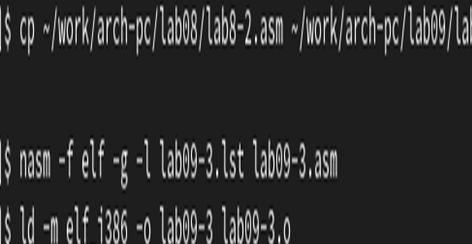 ]$ cp ~/work/arch-pc/lab08/lab8-2.asm ~/work/arch-pc/lab09/lab
]$ nasm -f elf -g -l lab09-3.lst lab09-3.asm
]$ ld -m elf_i386 -o lab09-3 lab09-3.o